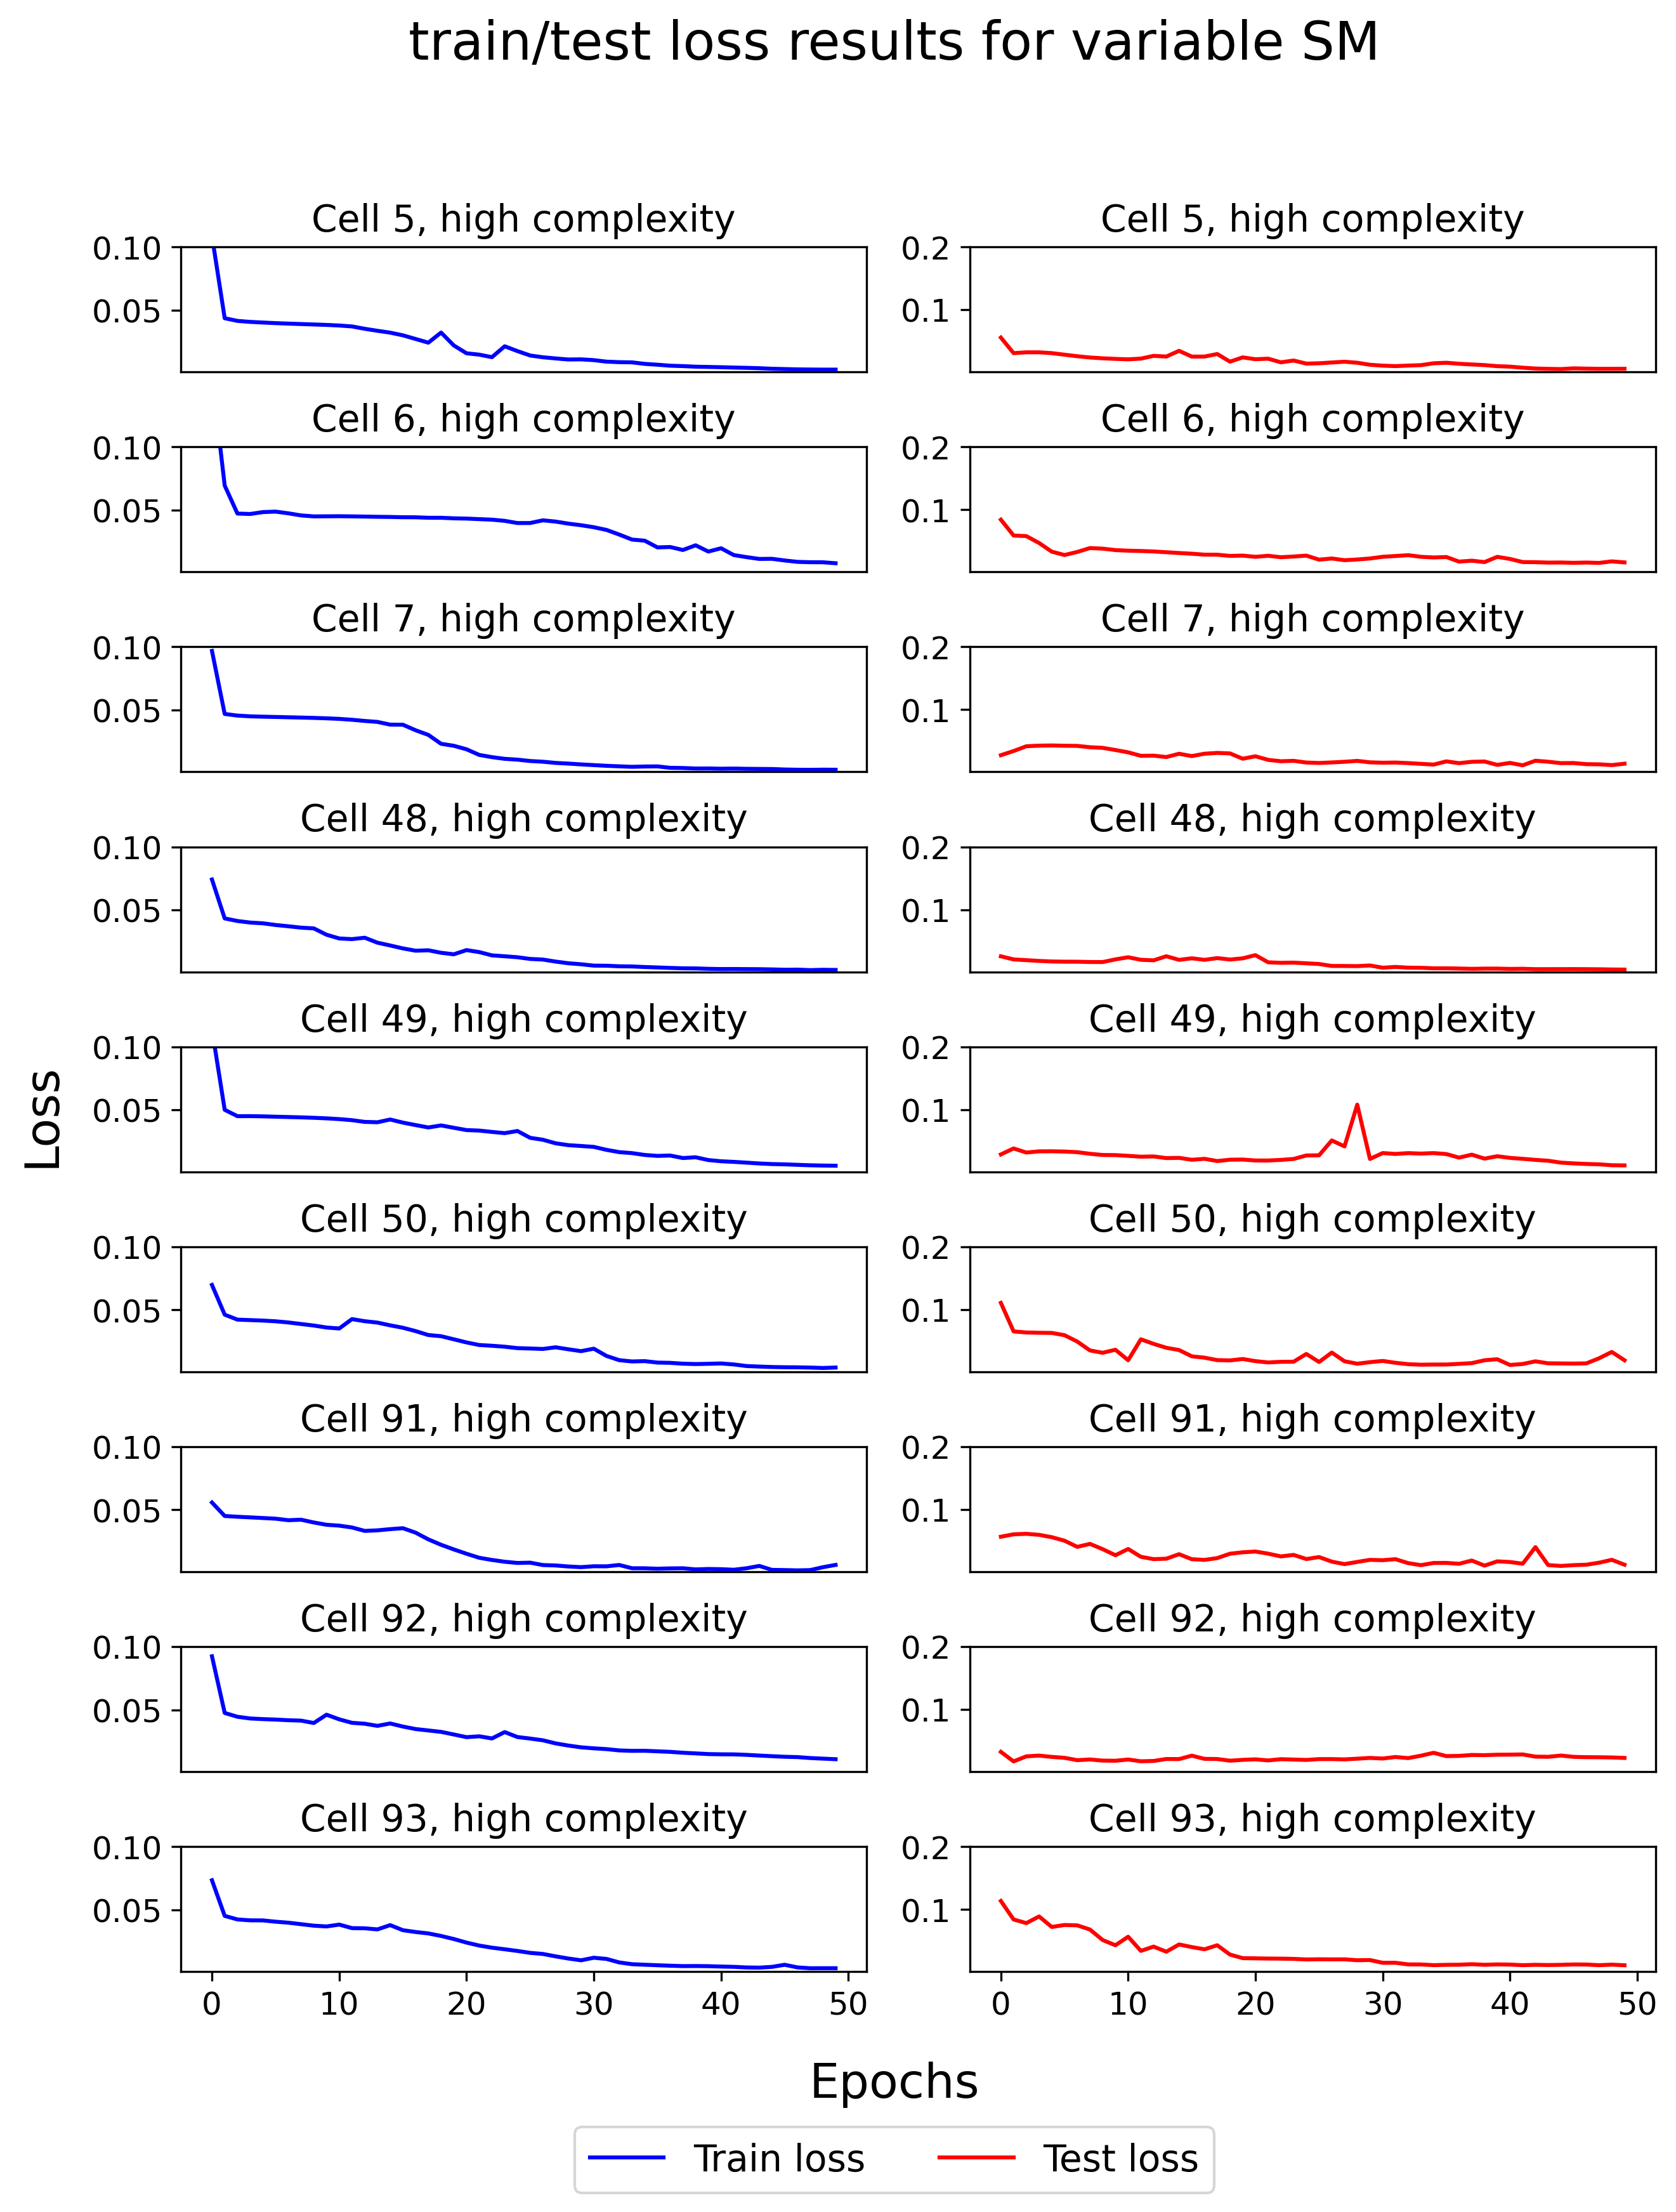 train/test loss results for variable SM
Cell 5, high complexity
0.10
0.05
Cell 5, high complexity
0.2
0.1
Cell 6, high complexity
0.10
0.05
Cell 6, high complexity
0.2
0.1
Cell 7, high complexity
0.10
0.05
Cell 7, high complexity
0.2
0.1
Cell 48, high complexity
0.10
0.05
Cell 48, high complexity
0.2
0.1
Loss
Cell 49, high complexity
0.10
0.05
Cell 49, high complexity
0.2
0.1
Cell 50, high complexity
0.10
0.05
Cell 50, high complexity
0.2
0.1
Cell 91, high complexity
0.10
0.05
Cell 91, high complexity
0.2
0.1
Cell 92, high complexity
0.10
0.05
Cell 92, high complexity
0.2
0.1
Cell 93, high complexity
0.10
0.05
0 10 20 30 40 50
Cell 93, high complexity
0.2
0.1
0 10 20 30 40 50
Epochs
Train loss
Test loss